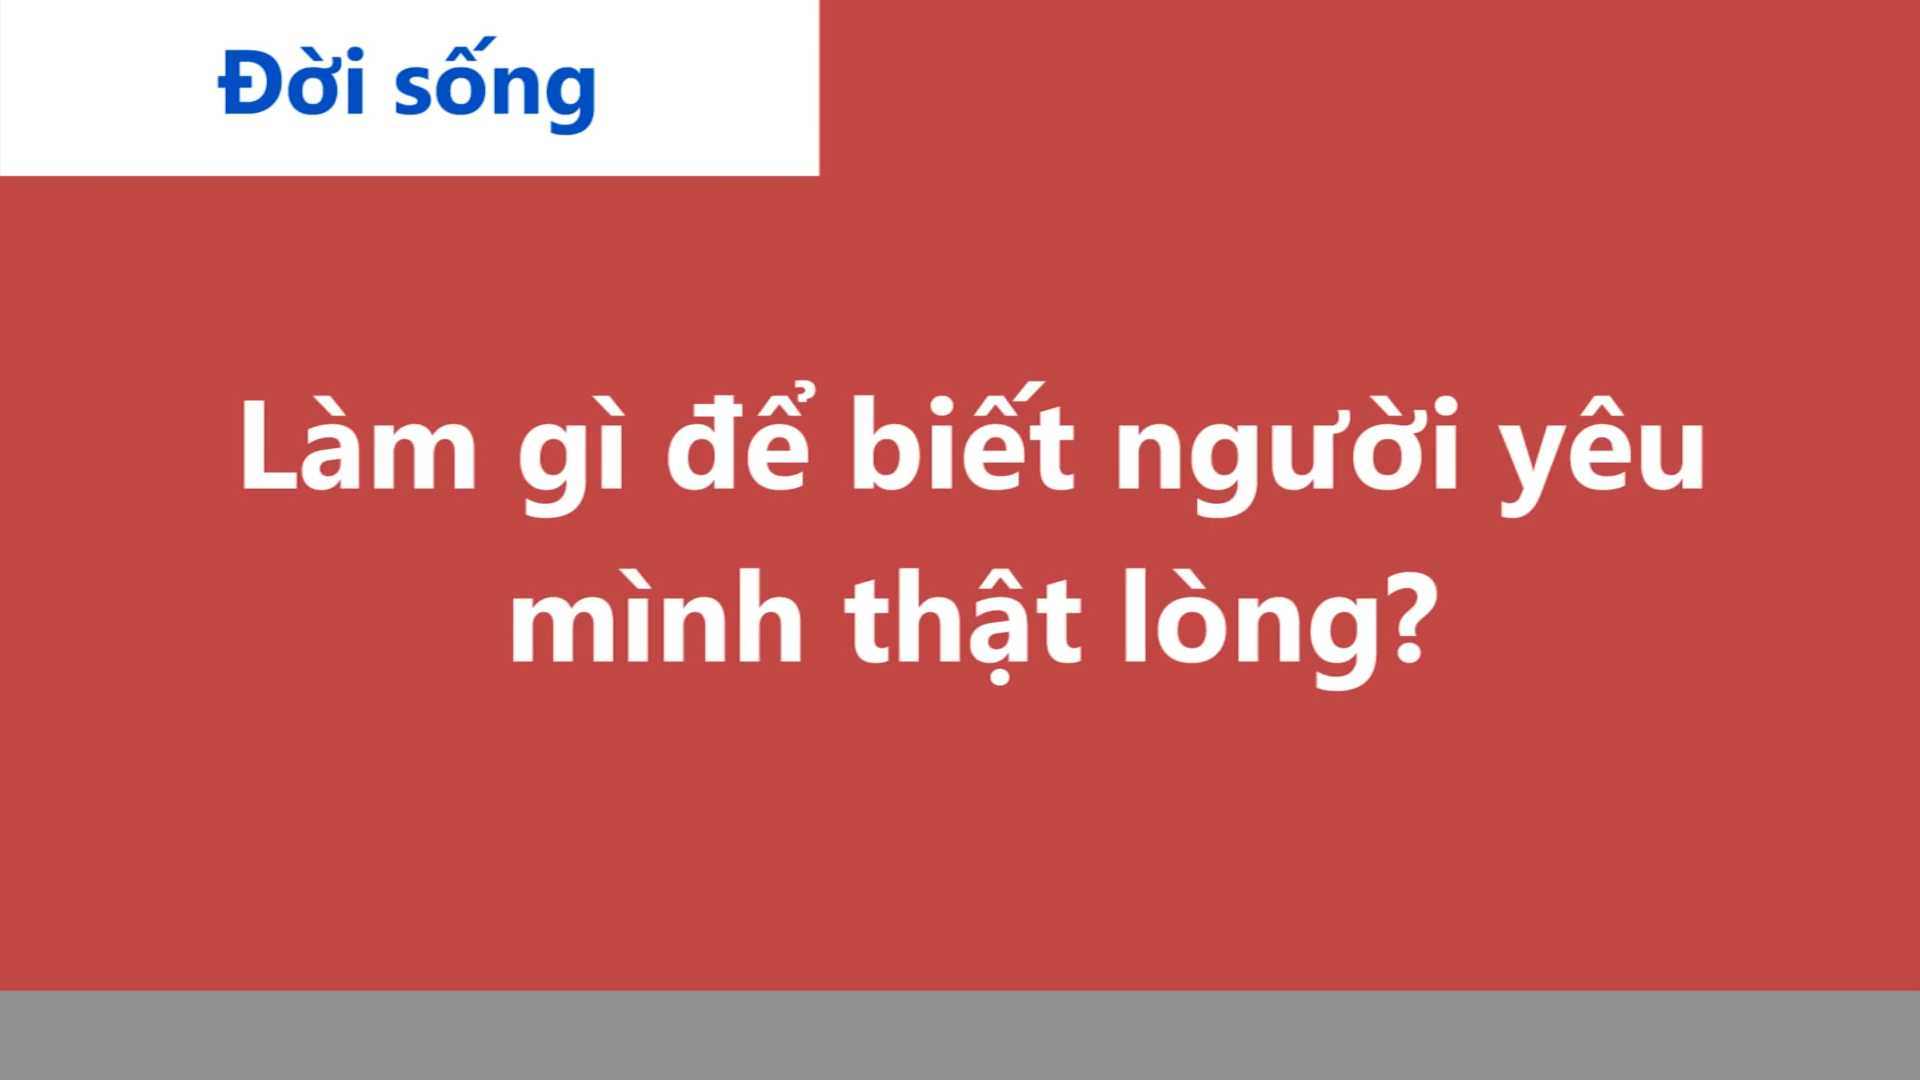 Đời sống
Làm gì để biết người yêu
mình thật lòng?